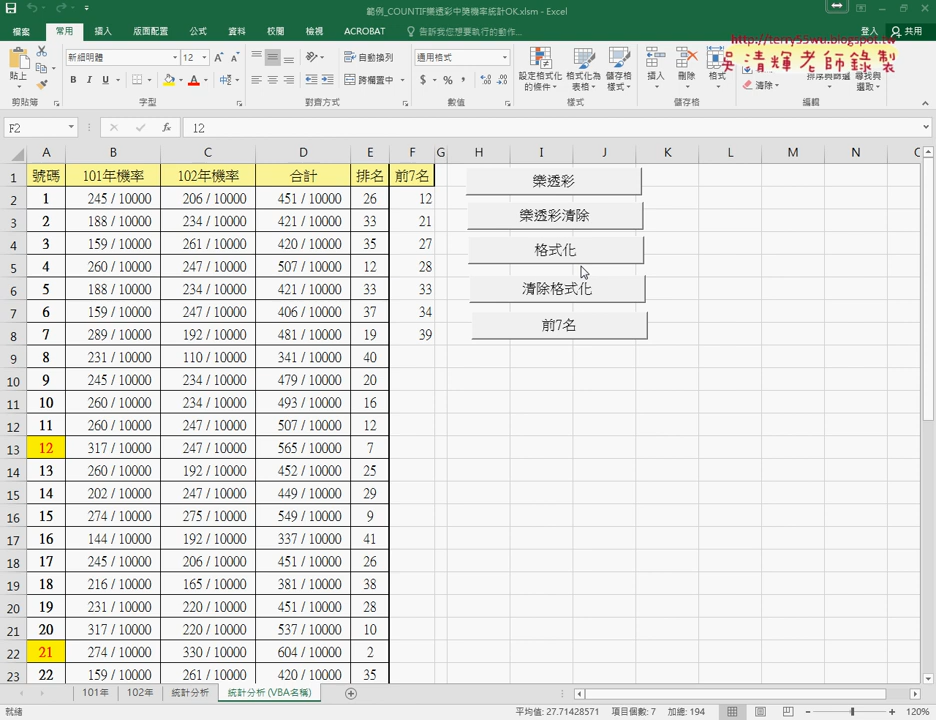 範例_COUNTIF樂透彩中獎機率統計OK.xlsm - Excel
檔案 常用 插入 版面配置 公式 資料 校閱 檢視 ACROBAT 告訴我您想要執行的動作... 登入 共用
http://terry55wu.blogspot.tw
吳清輝老師錄製
貼上 新細明體 12 自動換列 通用格式 設定格式化的條件 格式化為表格 儲存格樣式 插入 刪除 格式
B I U 跨欄置中 $ % 清除 尋找與選取
剪貼簿 字型 對齊方式 數值 樣式 儲存格 編輯
F2 fx 12
A B C D E F G H I J K L M N
1 號碼 101年機率 102年機率 合計 排名 前7名 樂透彩
2 1 245 / 10000 206 / 10000 451 / 10000 26 12
3 2 188 / 10000 234 / 10000 421 / 10000 33 21 樂透彩清除
4 3 159 / 10000 261 / 10000 420 / 10000 35 27 格式化
5 4 260 / 10000 247 / 10000 507 / 10000 12 28
6 5 188 / 10000 234 / 10000 421 / 10000 33 33 清除格式化
7 6 159 / 10000 247 / 10000 406 / 10000 37 34 前7名
8 7 289 / 10000 192 / 10000 481 / 10000 19 39
9 8 231 / 10000 110 / 10000 341 / 10000 40
10 9 245 / 10000 234 / 10000 479 / 10000 20
11 10 260 / 10000 234 / 10000 493 / 10000 16
12 11 260 / 10000 247 / 10000 507 / 10000 12
13 12 317 / 10000 247 / 10000 565 / 10000 7
14 13 260 / 10000 192 / 10000 452 / 10000 25
15 14 202 / 10000 247 / 10000 449 / 10000 29
16 15 274 / 10000 275 / 10000 549 / 10000 9
17 16 144 / 10000 192 / 10000 337 / 10000 41
18 17 245 / 10000 206 / 10000 451 / 10000 26
19 18 216 / 10000 165 / 10000 381 / 10000 38
20 19 231 / 10000 220 / 10000 451 / 10000 28
21 20 317 / 10000 220 / 10000 537 / 10000 10
22 21 274 / 10000 330 / 10000 604 / 10000 2
23 22 159 / 10000 261 / 10000 420 / 10000 35
101年 102年 統計分析 統計分析 (VBA名稱)
就緒 平均值: 27.71428571 項目個數: 7 加總: 194 120%